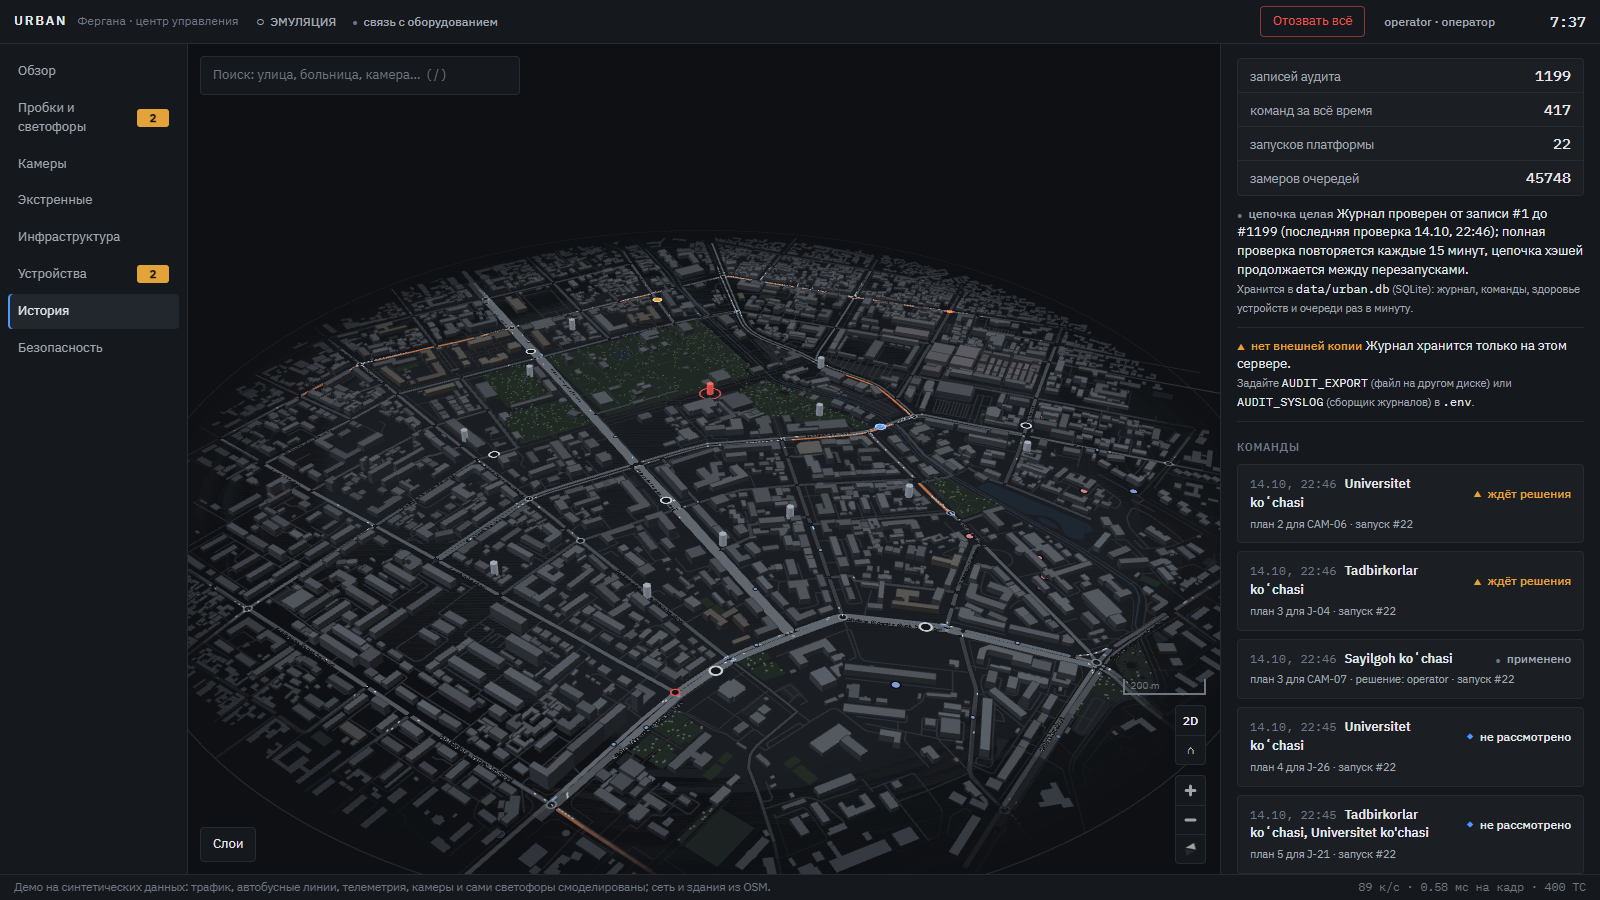 URBAN Фергана · центр управления ЭМУЛЯЦИЯ связь с оборудованием Отозвать всё operator · оператор 7:37
Обзор
Пробки и
светофоры 2
Камеры
Экстренные
Инфраструктура
Устройства 2
История
Безопасность
Поиск: улица, больница, камера... (/)
200 m
2D
Слои
записей аудита 1199
команд за всё время 417
запусков платформы 22
замеров очередей 45748
цепочка целая Журнал проверен от записи #1 до
#1199 (последняя проверка 14.10, 22:46); полная
проверка повторяется каждые 15 минут, цепочка хэшей
продолжается между перезапусками.
Хранится в data/urban.db (SQLite): журнал, команды, здоровье
устройств и очереди раз в минуту.
нет внешней копии Журнал хранится только на этом
сервере.
Задайте AUDIT_EXPORT (файл на другом диске) или
AUDIT_SYSLOG (сборщик журналов) в .env.
КОМАНДЫ
14.10, 22:46 Universitet
koʻchasi ждёт решения
план 2 для CAM-06 · запуск #22
14.10, 22:46 Tadbirkorlar
koʻchasi ждёт решения
план 3 для J-04 · запуск #22
14.10, 22:46 Sayilgoh koʻchasi применено
план 3 для CAM-07 · решение: operator · запуск #22
14.10, 22:45 Universitet
koʻchasi не рассмотрено
план 4 для J-26 · запуск #22
14.10, 22:45 Tadbirkorlar
koʻchasi, Universitet ko'chasi не рассмотрено
план 5 для J-21 · запуск #22
Демо на синтетических данных: трафик, автобусные линии, телеметрия, камеры и сами светофоры смоделированы; сеть и здания из OSM.
89 к/с · 0.58 мс на кадр · 400 ТС